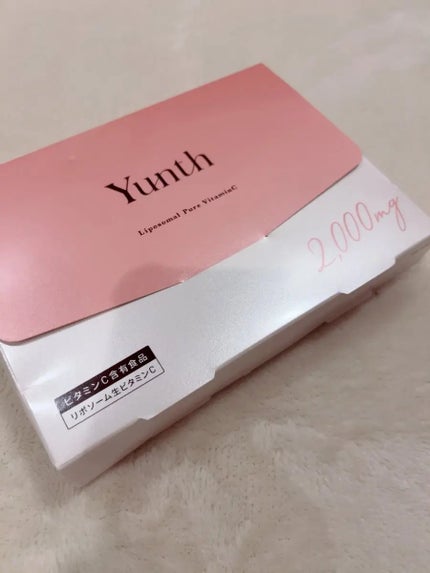 Yunth
Liposomal Pure VitaminC
2,000mg
ビタミンC含有食品
リポソーム生ビタミンC